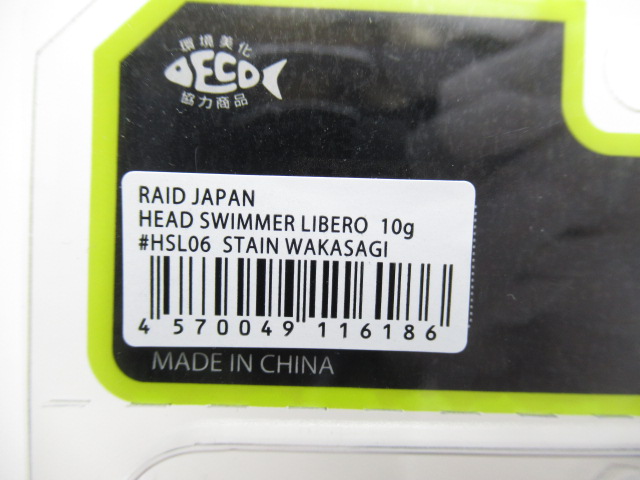 環境美化
ECO
協力商品
RAID JAPAN
HEAD SWIMMER LIBERO 10g
#HSL06 STAIN WAKASAGI
4 570049 116186
MADE IN CHINA